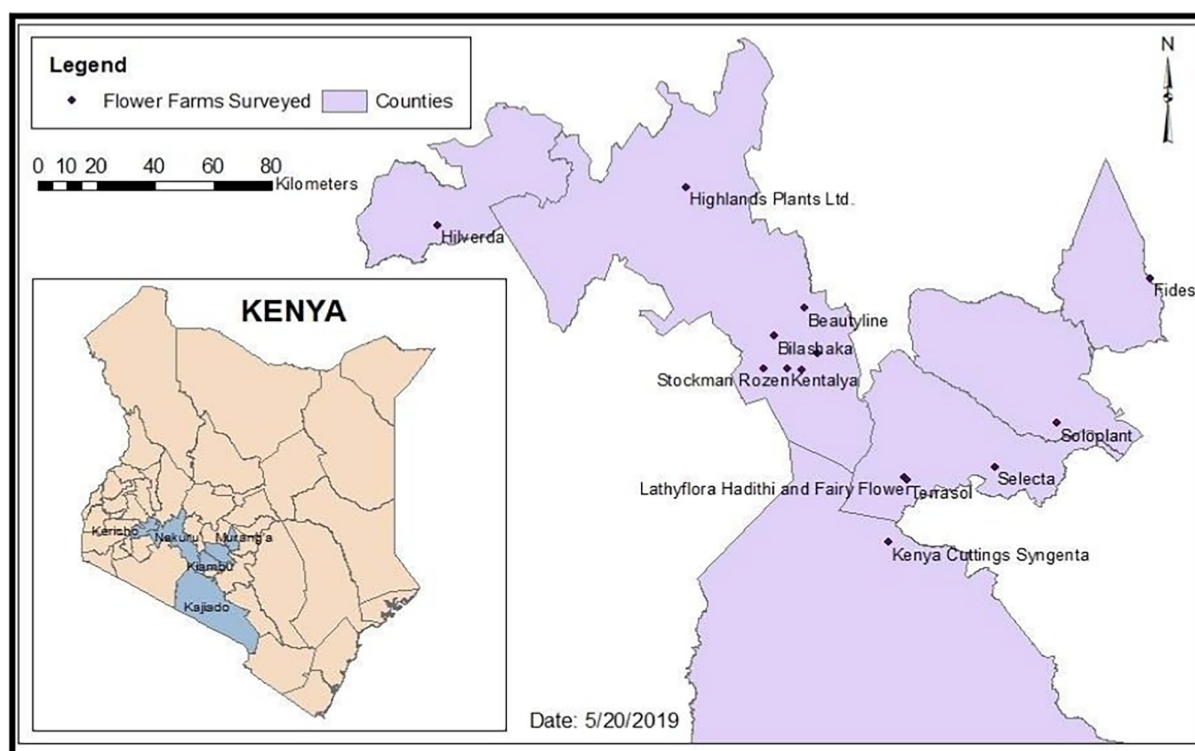 Legend
Flower Farms Surveyed
Counties
N
0 10 20 40 60 80
Kilometers
Highlands Plants Ltd.
Hilverda
Fides
Beautyline
Bilashaka
Stockman Rozen Kentalya
Soloplant
Selecta
Lathyflora Hadithi and Fairy Flower Terrasol
Kenya Cuttings Syngenta
KENYA
Kericho
Nakuru
Murang'a
Kiambu
Kajiado
Date: 5/20/2019